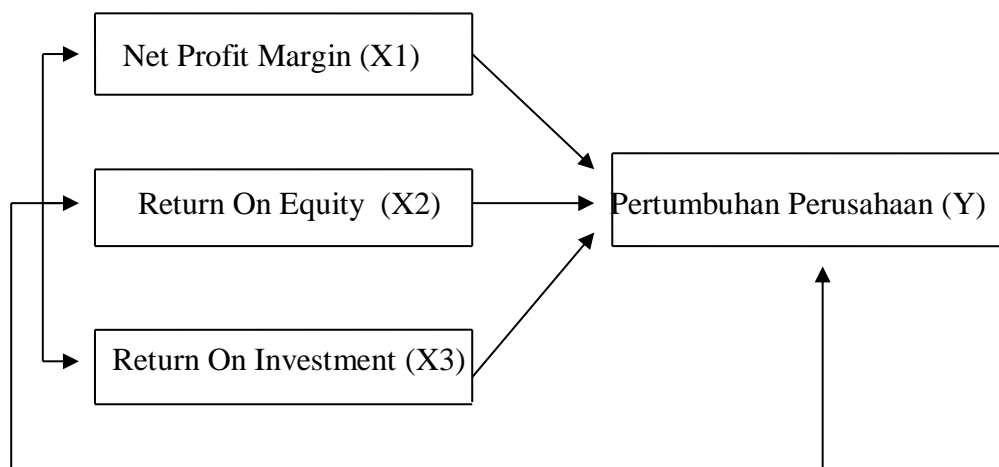 Net Profit Margin (X1)
Return On Equity (X2)
Pertumbuhan Perusahaan (Y)
Return On Investment (X3)